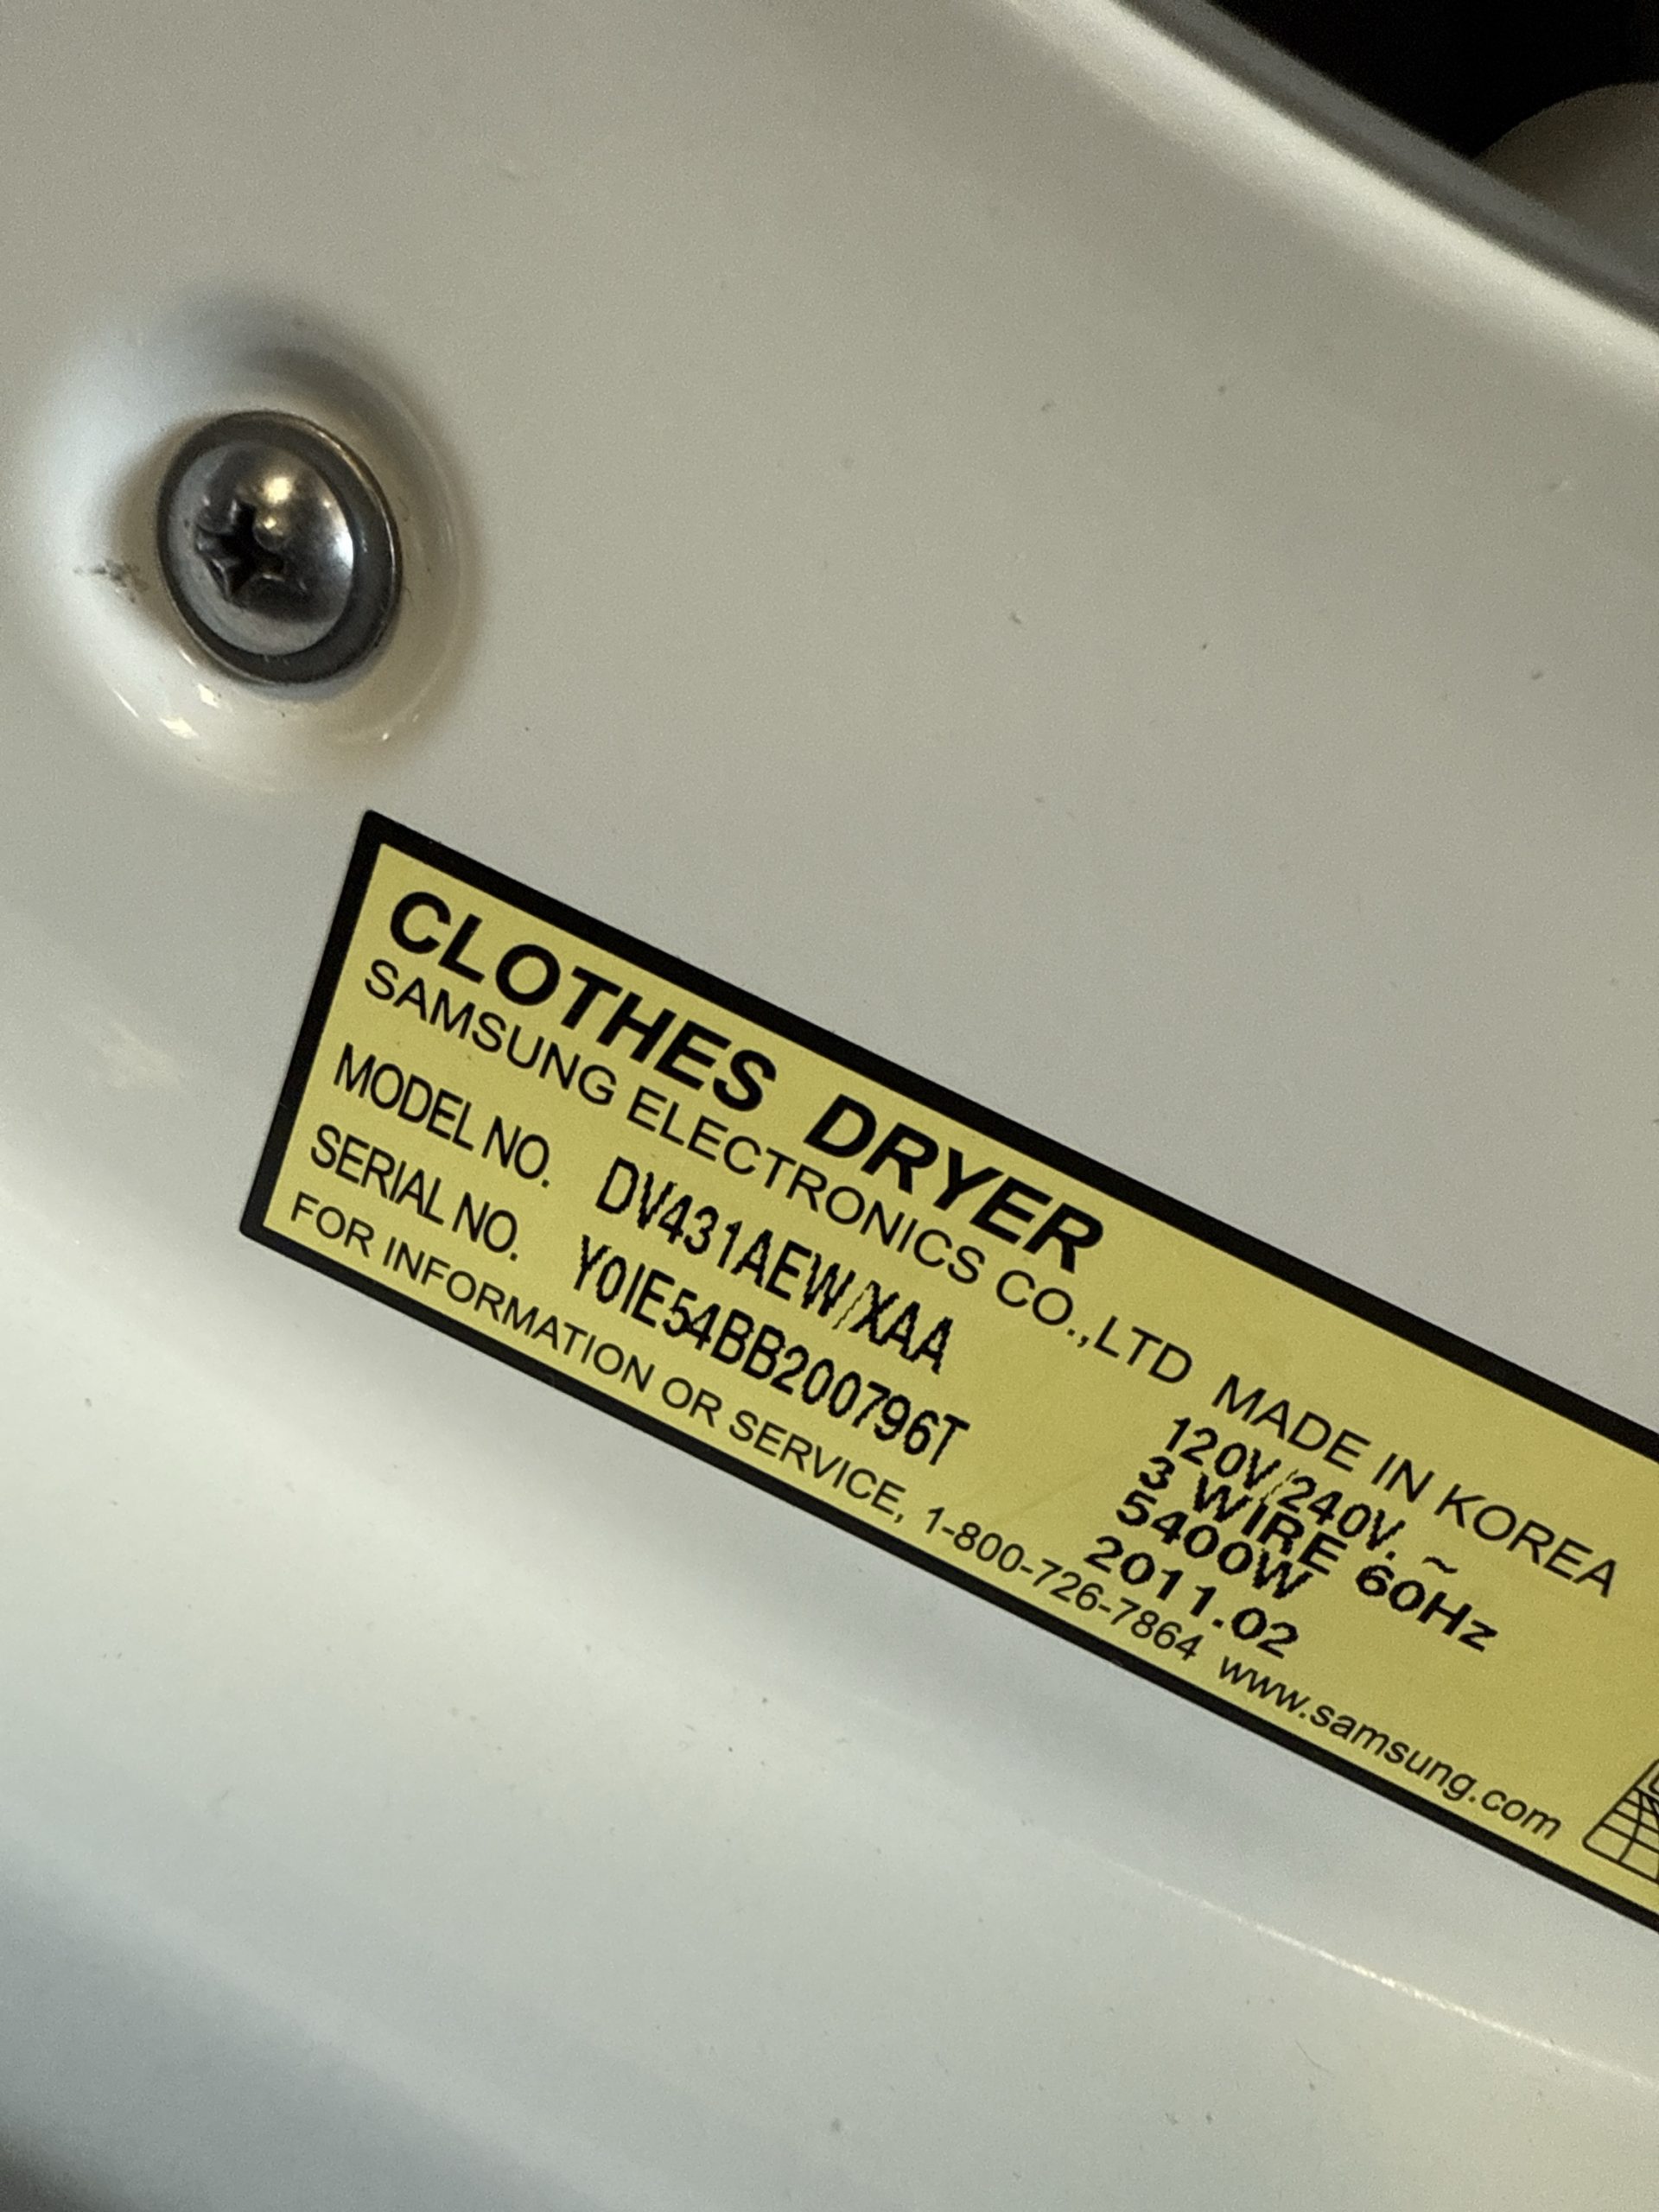 CLOTHES DRYER
SAMSUNG ELECTRONICS CO.,LTD MADE IN KOREA
MODEL NO. DV431AEW/XAA
SERIAL NO. Y0IE54BB200796T
120V/240V. ~
3 WIRE 60Hz
5400W
2011.02
FOR INFORMATION OR SERVICE, 1-800-726-7864 www.samsung.com